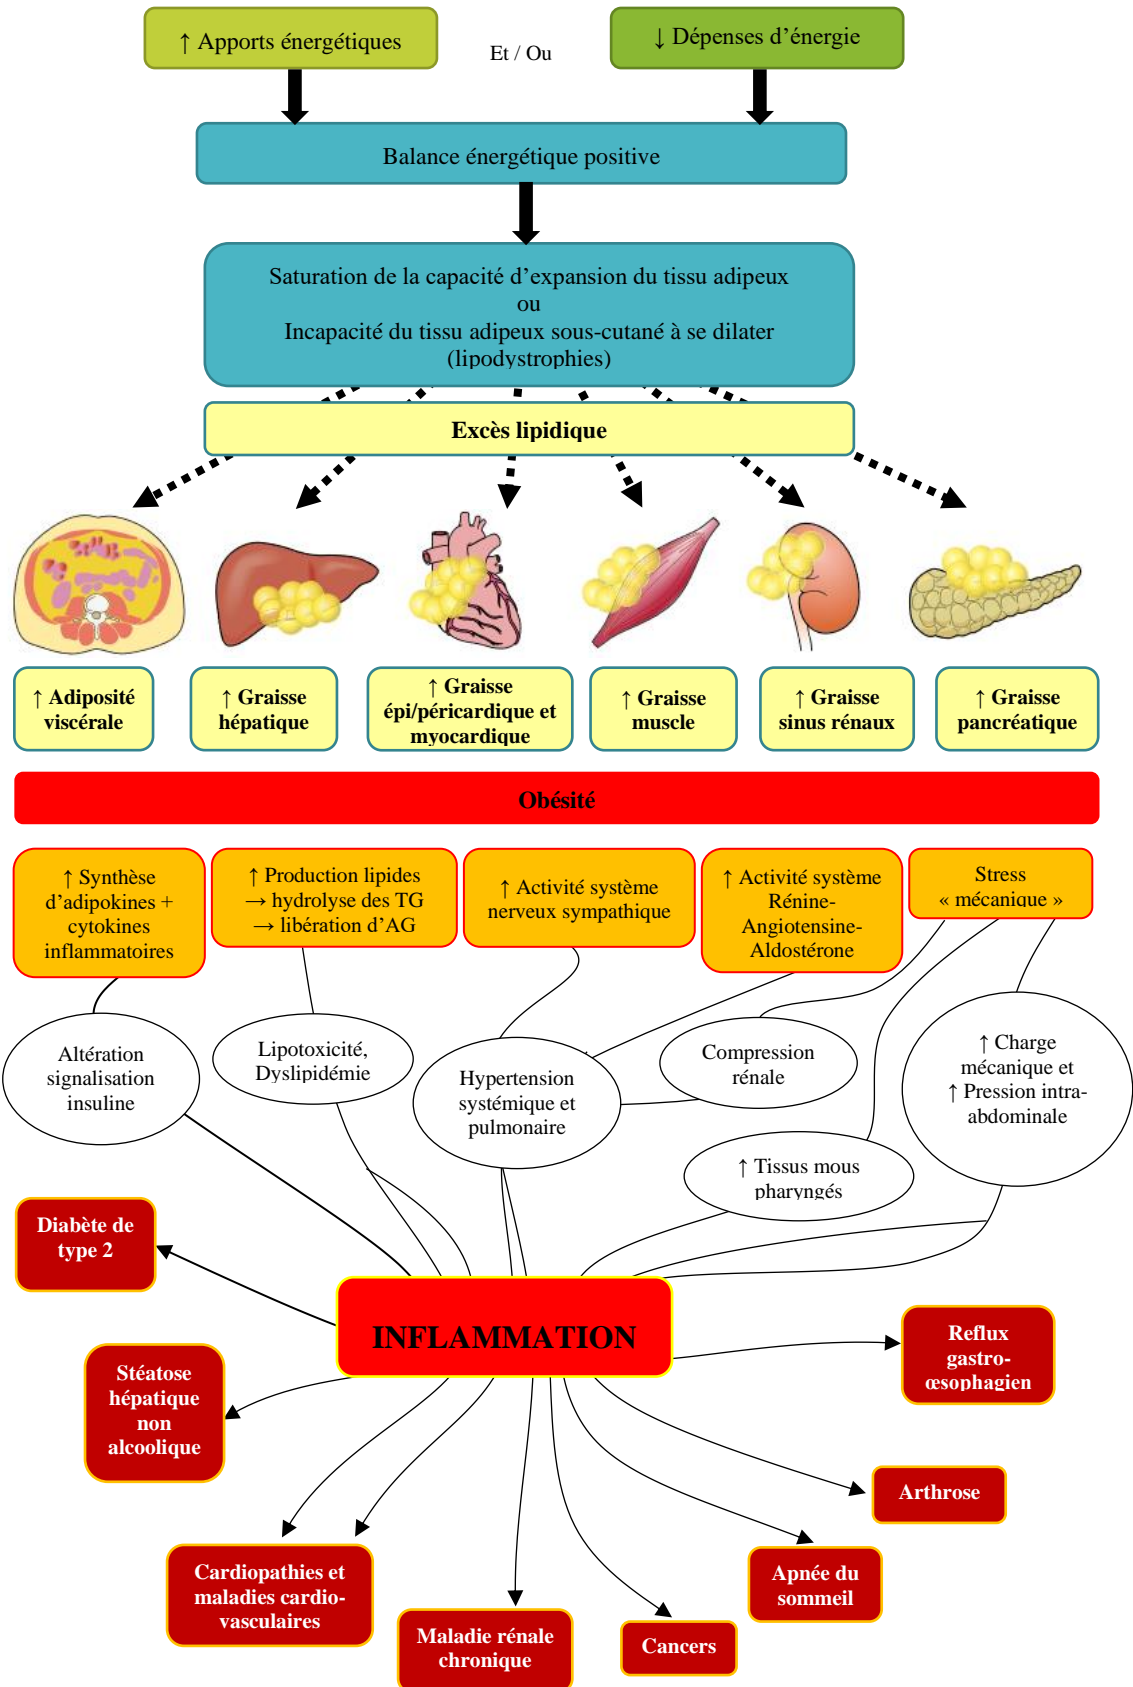 ↑ Apports énergétiques
Et / Ou
↓ Dépenses d’énergie
Balance énergétique positive
Saturation de la capacité d’expansion du tissu adipeux
ou
Incapacité du tissu adipeux sous-cutané à se dilater
(lipodystrophies)
Excès lipidique
↑ Adiposité
viscérale
↑ Graisse
hépatique
↑ Graisse
épi/péricardique et
myocardique
↑ Graisse
muscle
↑ Graisse
sinus rénaux
↑ Graisse
pancréatique
Obésité
↑ Synthèse
d’adipokines +
cytokines
inflammatoires
↑ Production lipides
→ hydrolyse des TG
→ libération d’AG
↑ Activité système
nerveux sympathique
↑ Activité système
Rénine-
Angiotensine-
Aldostérone
Stress
« mécanique »
Altération
signalisation
insuline
Lipotoxicité,
Dyslipidémie
Hypertension
systémique et
pulmonaire
Compression
rénale
↑ Charge
mécanique et
↑ Pression intra-
abdominale
↑ Tissus mous
pharyngés
Diabète de
type 2
INFLAMMATION
Reflux
gastro-
œsophagien
Stéatose
hépatique
non
alcoolique
Arthrose
Cardiopathies et
maladies cardio-
vasculaires
Apnée du
sommeil
Maladie rénale
chronique
Cancers